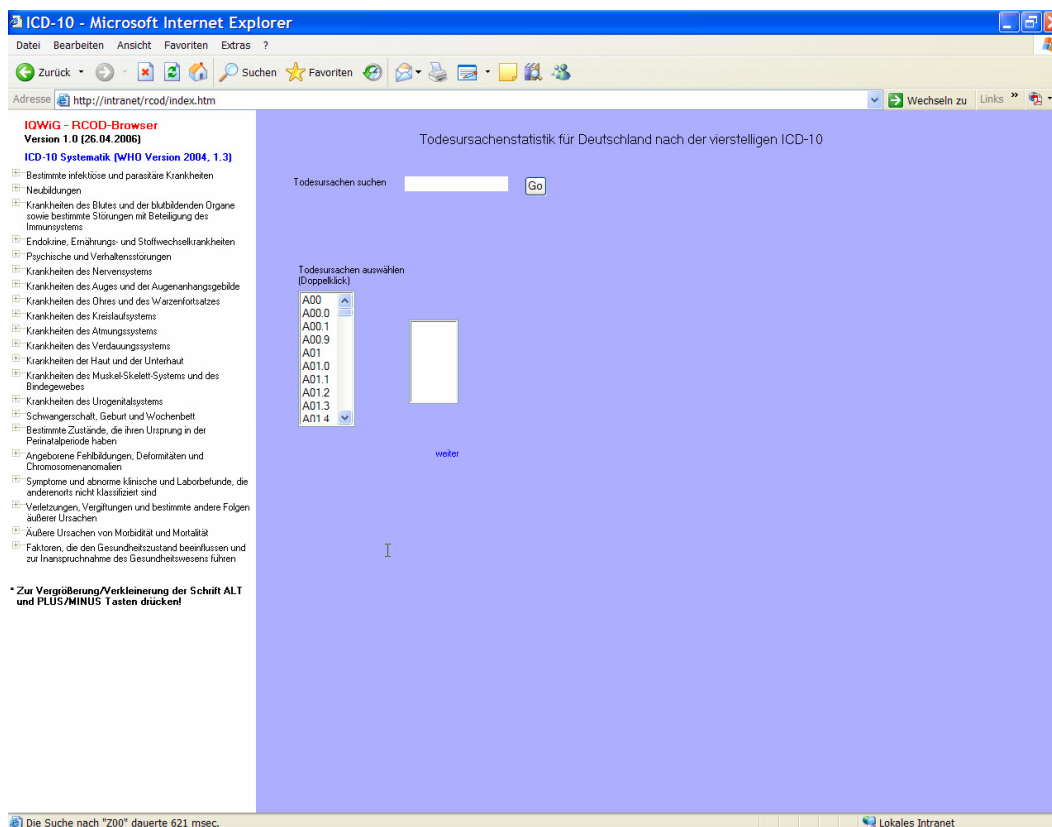 ICD-10 - Microsoft Internet Explorer
Datei Bearbeiten Ansicht Favoriten Extras ?
Zurück Suchen Favoriten
Adresse http://intranet/rcod/index.htm Wechseln zu Links »
IQWiG - RCOD-Browser
Version 1.0 (26.04.2006)
ICD-10 Systematik (WHO Version 2004, 1.3)
Bestimmte infektiöse und parasitäre Krankheiten
Neubildungen
Krankheiten des Blutes und der blutbildenden Organe
sowie bestimmte Störungen mit Beteiligung des
Immunsystems
Endokrine, Ernährungs- und Stoffwechselkrankheiten
Psychische und Verhaltensstörungen
Krankheiten des Nervensystems
Krankheiten des Auges und der Augenanhangsgebilde
Krankheiten des Ohres und des Warzenfortsatzes
Krankheiten des Kreislaufsystems
Krankheiten des Atmungssystems
Krankheiten des Verdauungssystems
Krankheiten der Haut und der Unterhaut
Krankheiten des Muskel-Skelett-Systems und des
Bindegewebes
Krankheiten des Urogenitalsystems
Schwangerschaft, Geburt und Wochenbett
Bestimmte Zustände, die ihren Ursprung in der
Perinatalperiode haben
Angeborene Fehlbildungen, Deformitäten und
Chromosomenanomalien
Symptome und abnorme klinische und Laborbefunde, die
anderenorts nicht klassifiziert sind
Verletzungen, Vergiftungen und bestimmte andere Folgen
äußerer Ursachen
Äußere Ursachen von Morbidität und Mortalität
Faktoren, die den Gesundheitszustand beeinflussen und
zur Inanspruchnahme des Gesundheitswesens führen
* Zur Vergrößerung/Verkleinerung der Schrift ALT
und PLUS/MINUS Tasten drücken!
Todesursachenstatistik für Deutschland nach der vierstelligen ICD-10
Todesursachen suchen Go
Todesursachen auswählen
(Doppelklick)
A00
A00.0
A00.1
A00.9
A01
A01.0
A01.1
A01.2
A01.3
A01.4
weiter
Die Suche nach "Z00" dauerte 621 msec. Lokales Intranet